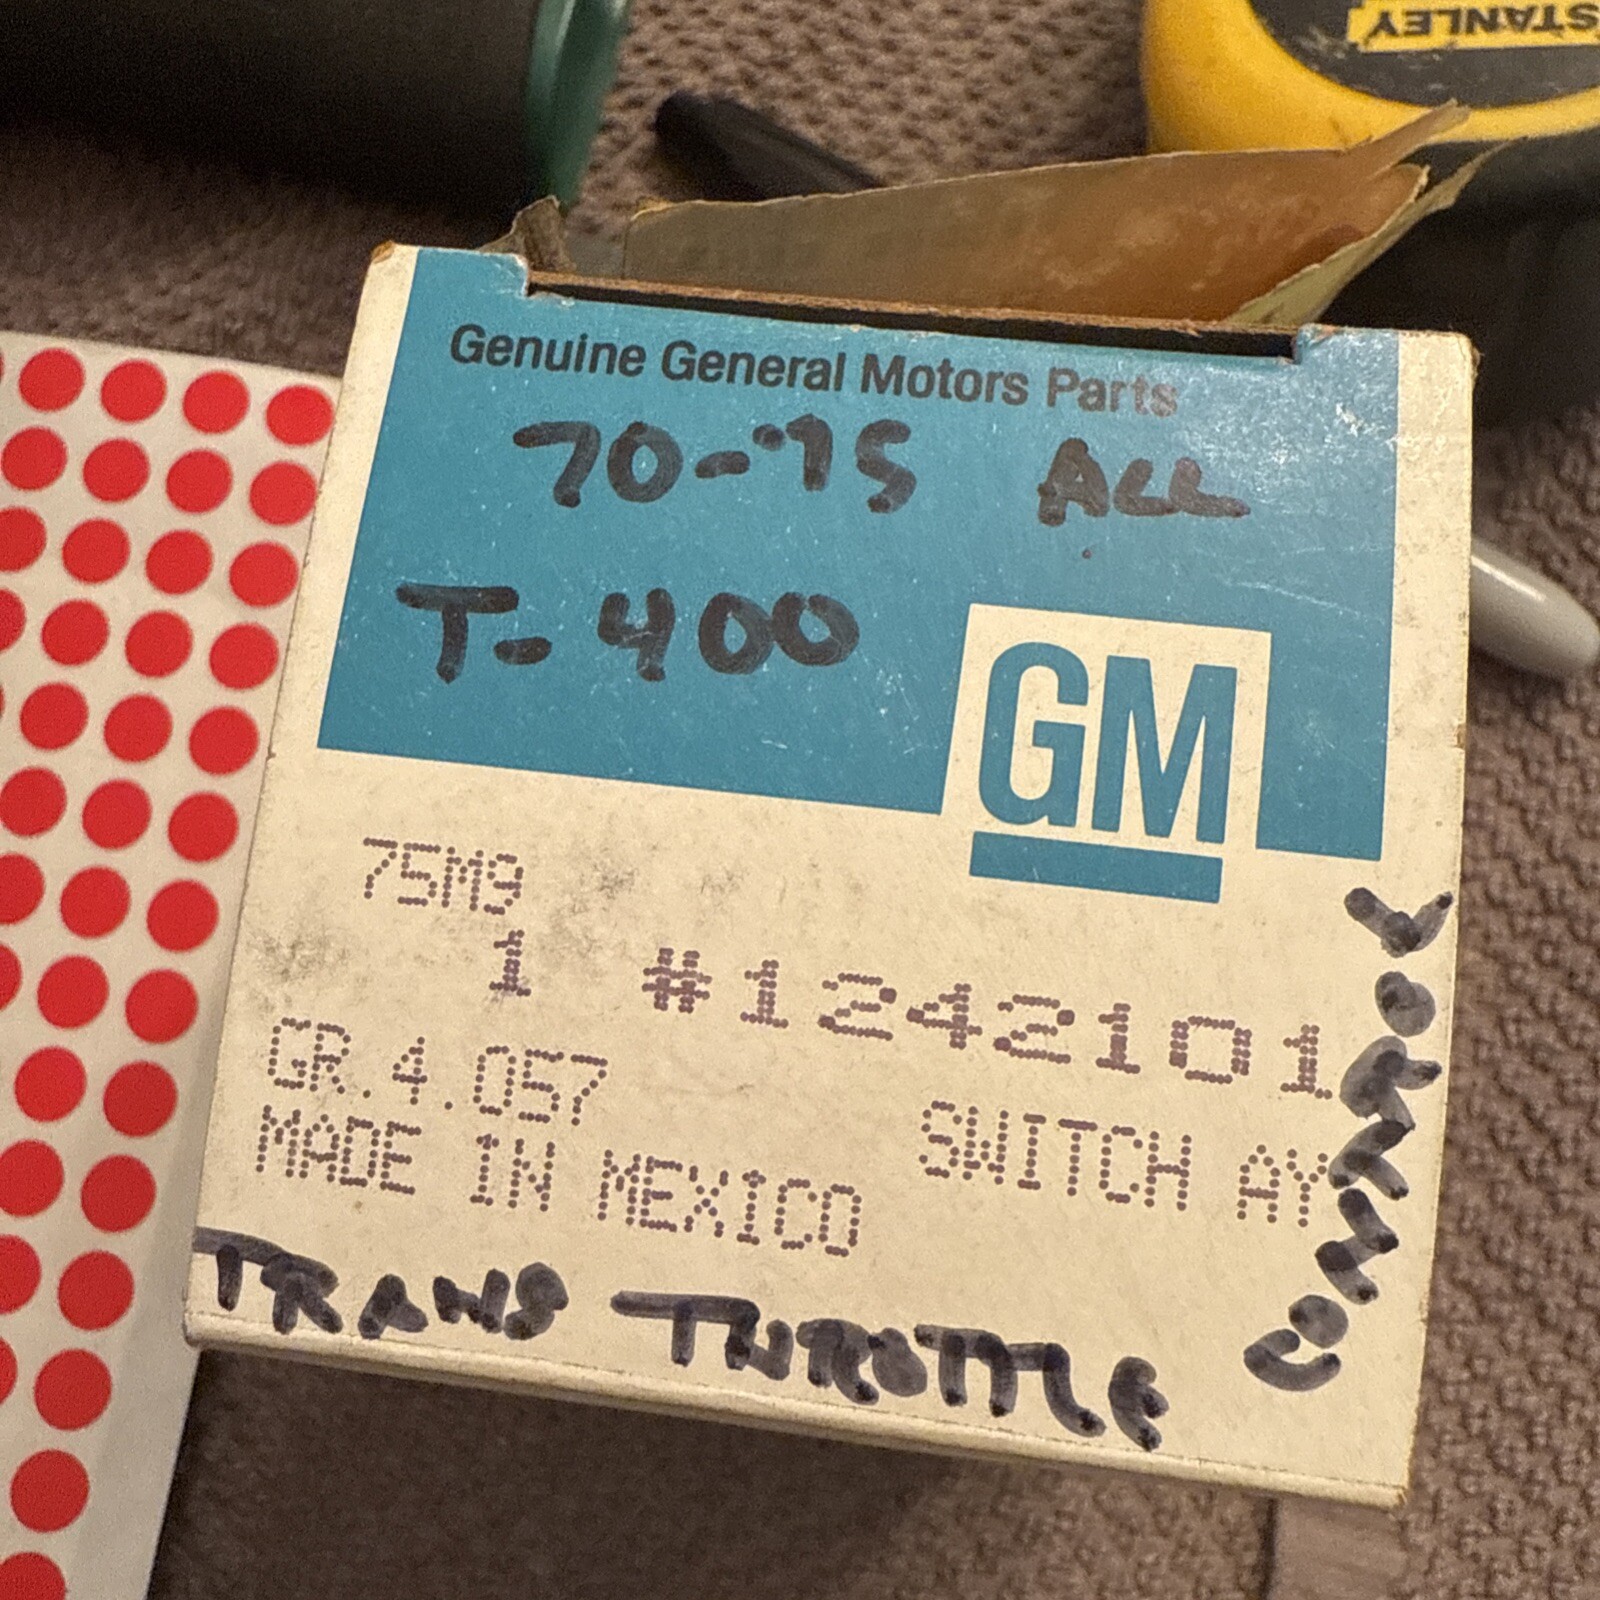 STANLEY
Genuine General Motors Parts
70-75 ALL
T-400
GM
75M9
1 #1242101
GR.4.057
SWITCH AY
MADE IN MEXICO
TRANS THROTTLE